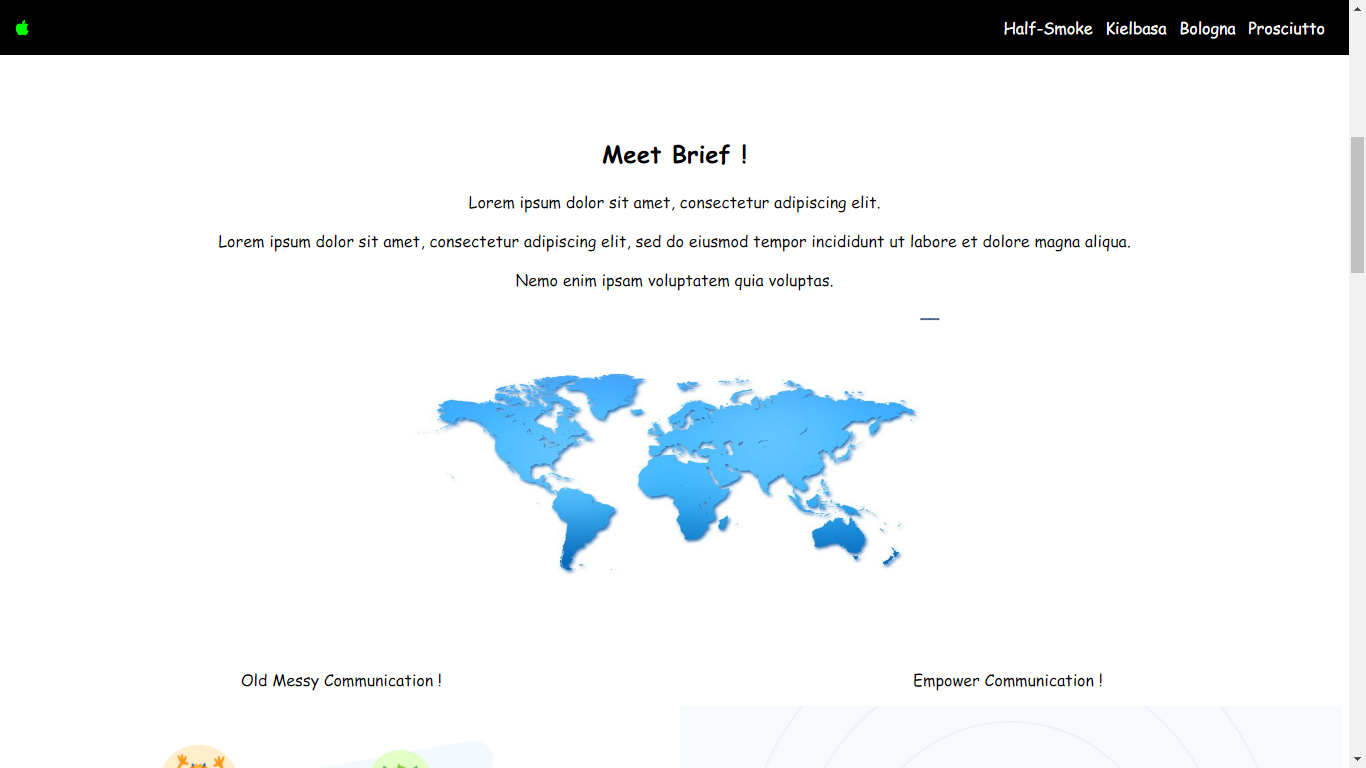 Half-Smoke Kielbasa Bologna Prosciutto
Meet Brief !
Lorem ipsum dolor sit amet, consectetur adipiscing elit.
Lorem ipsum dolor sit amet, consectetur adipiscing elit, sed do eiusmod tempor incididunt ut labore et dolore magna aliqua.
Nemo enim ipsam voluptatem quia voluptas.
Old Messy Communication !
Empower Communication !